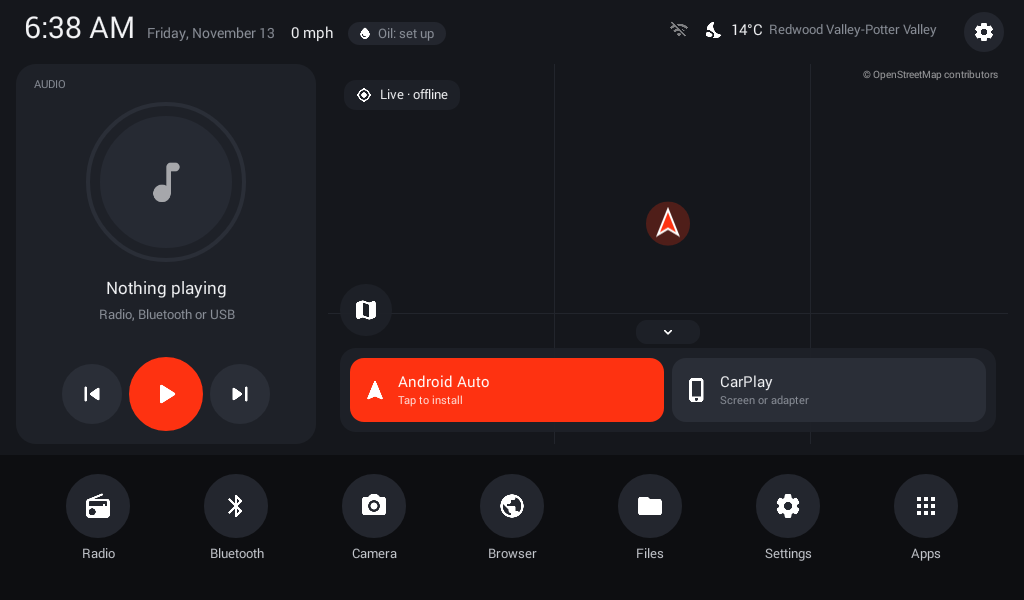 6:38 AM
Friday, November 13
0 mph
Oil: set up
14°C
Redwood Valley-Potter Valley
AUDIO
© OpenStreetMap contributors
Live · offline
Nothing playing
Radio, Bluetooth or USB
Android Auto
Tap to install
CarPlay
Screen or adapter
Radio
Bluetooth
Camera
Browser
Files
Settings
Apps